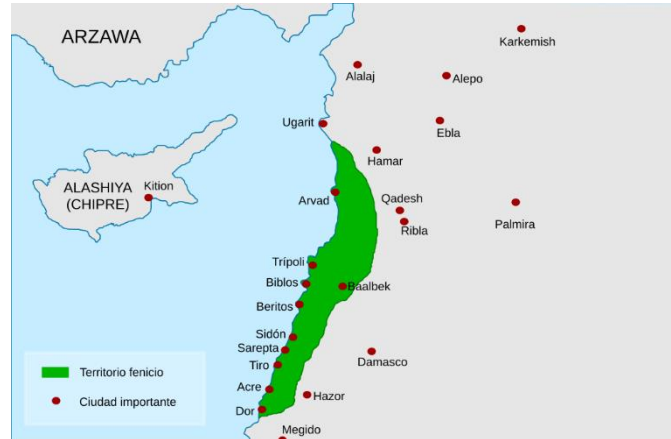 ARZAWA
Karkemish
Alalaj
Alepo
Ugarit
Ebla
Hamar
ALASHIYA
(CHIPRE)
Kition
Arvad
Qadesh
Ribla
Palmira
Trípoli
Biblos
Baalbek
Beritos
Sidón
Sarepta
Damasco
Tiro
Territorio fenicio
Acre
Hazor
Ciudad importante
Dor
Megido